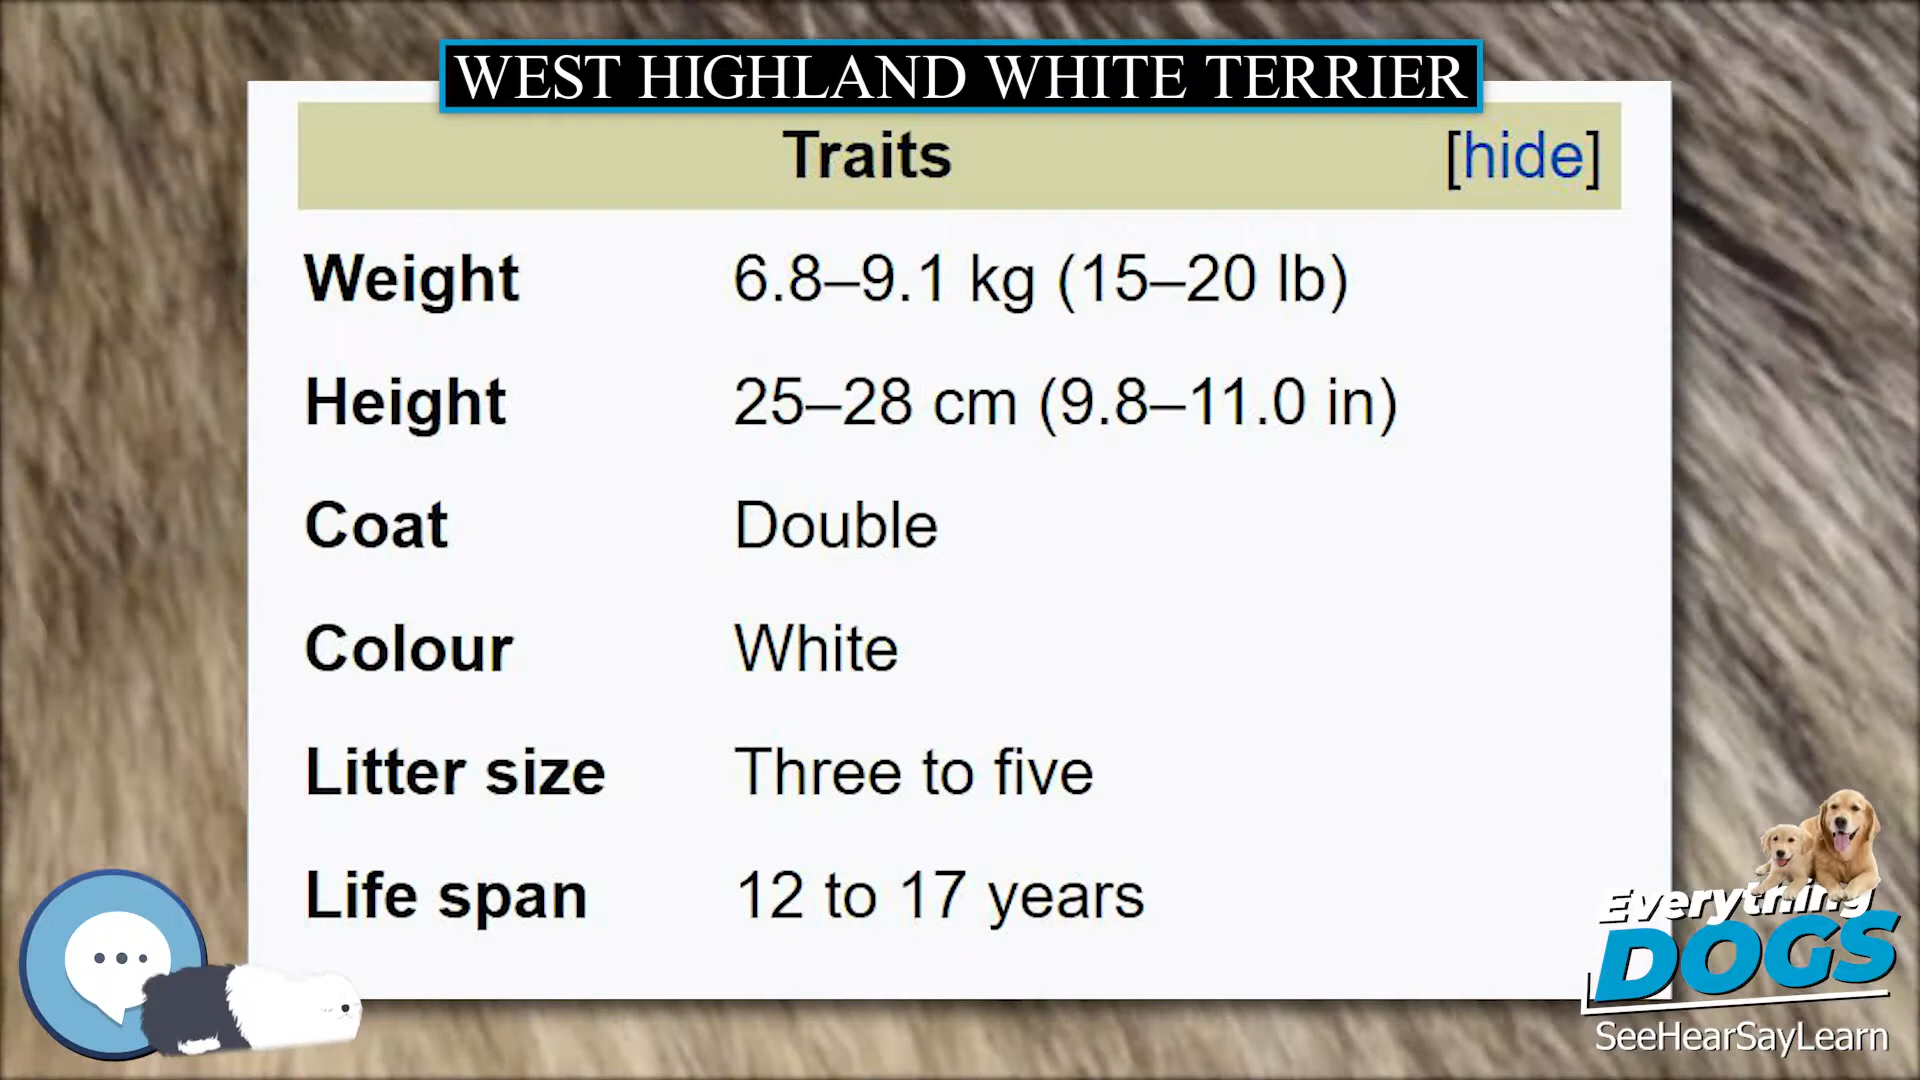 WEST HIGHLAND WHITE TERRIER
Traits [hide]
Weight 6.8–9.1 kg (15–20 lb)
Height 25–28 cm (9.8–11.0 in)
Coat Double
Colour White
Litter size Three to five
Life span 12 to 17 years
Everything
DOGS
SeeHearSayLearn